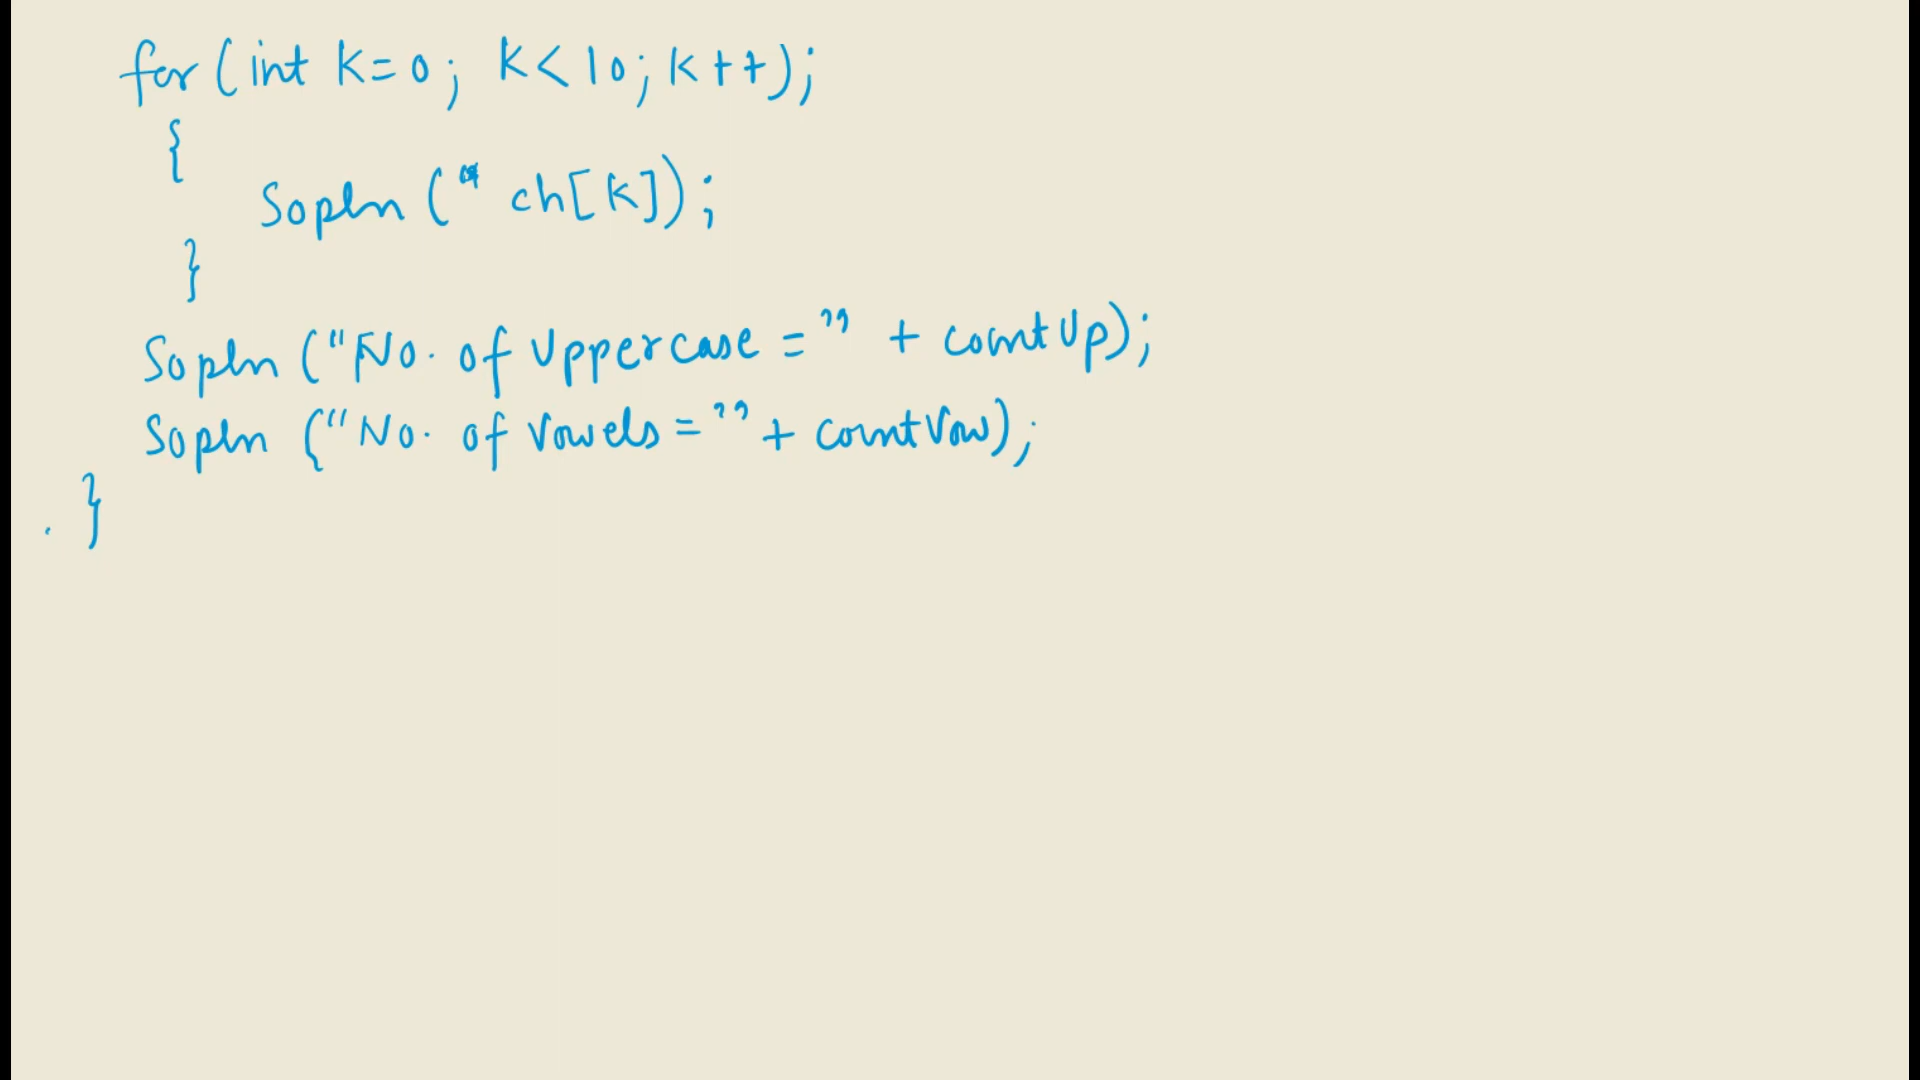 for (int k=0; k<10; k++);
{
Sopln (" ch[k]);
}
Sopln ("No. of Uppercase =" + countUp);
Sopln ("No. of Vowels =" + countVow);
}